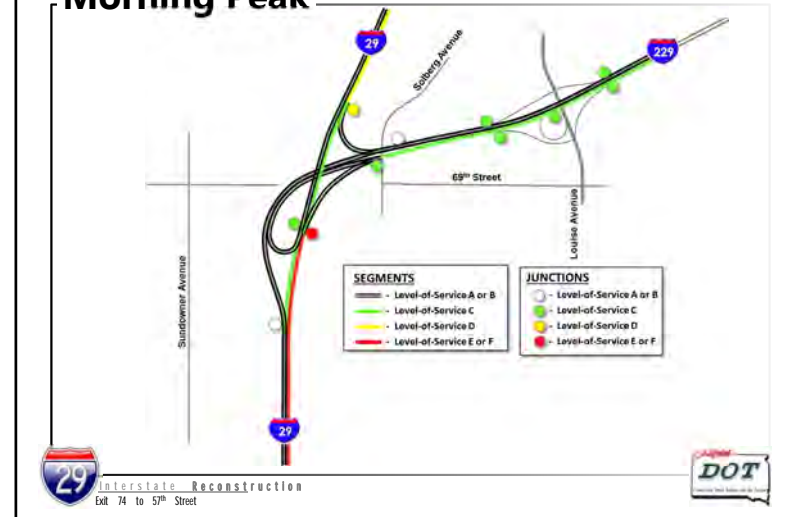 Morning Peak
29
229
Solberg Avenue
69th Street
Louise Avenue
Sundowner Avenue
SEGMENTS
- Level-of-Service A or B
- Level-of-Service C
- Level-of-Service D
- Level-of-Service E or F
JUNCTIONS
- Level-of-Service A or B
- Level-of-Service C
- Level-of-Service D
- Level-of-Service E or F
29
29
Interstate Reconstruction
Exit 74 to 57th Street
DOT